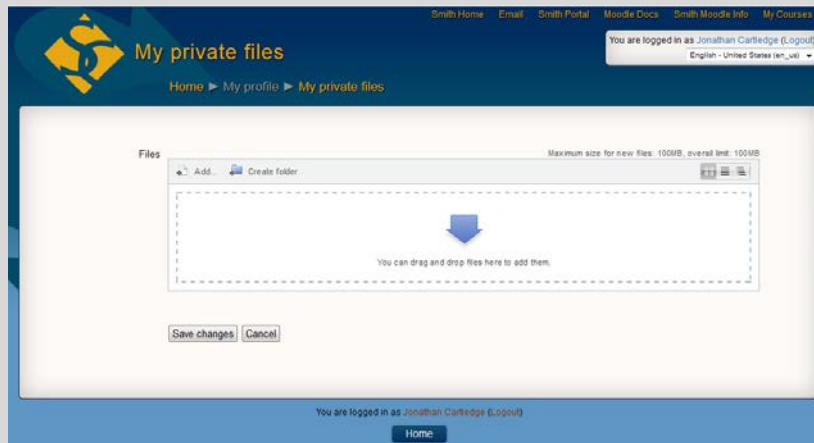 Smith Home Email Smith Portal Moodle Docs Smith Moodle Info My Courses
My private files
You are logged in as Jonathan Cartledge (Logout)
English - United States (en_us)
Home ► My profile ► My private files
Files
Maximum size for new files: 100MB, overall limit: 100MB
Add... Create folder
You can drag and drop files here to add them.
Save changes Cancel
You are logged in as Jonathan Cartledge (Logout)
Home